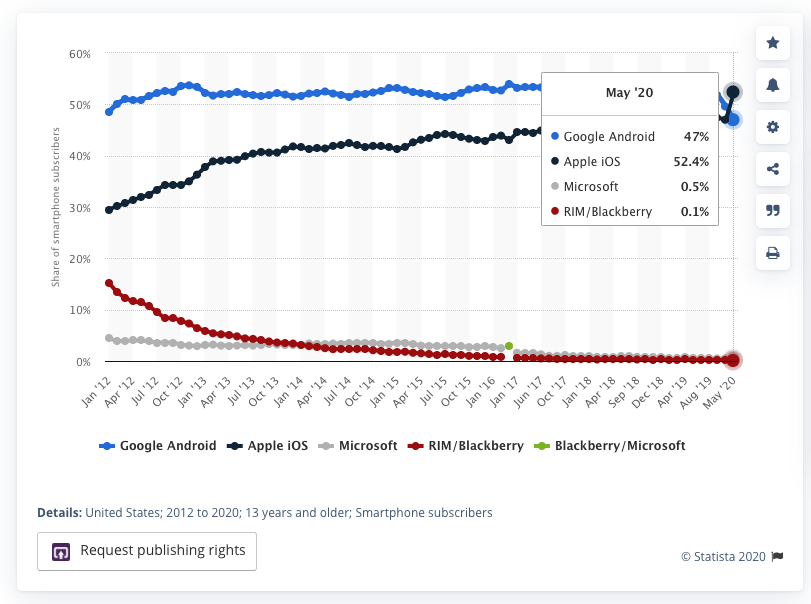 60%
50%
40%
30%
20%
10%
0%
Share of smartphone subscribers
May '20
Google Android 47%
Apple iOS 52.4%
Microsoft 0.5%
RIM/Blackberry 0.1%
Jan '12
Apr '12
Jul '12
Oct '12
Jan '13
Apr '13
Jul '13
Oct '13
Jan '14
Apr '14
Jul '14
Oct '14
Jan '15
Apr '15
Jul '15
Oct '15
Jan '16
Jan '17
Jun '17
Oct '17
Jan '18
Apr '18
Sep '18
Dec '18
Apr '19
Aug '19
May '20
Google Android Apple iOS Microsoft RIM/Blackberry Blackberry/Microsoft
Details: United States; 2012 to 2020; 13 years and older; Smartphone subscribers
Request publishing rights
© Statista 2020